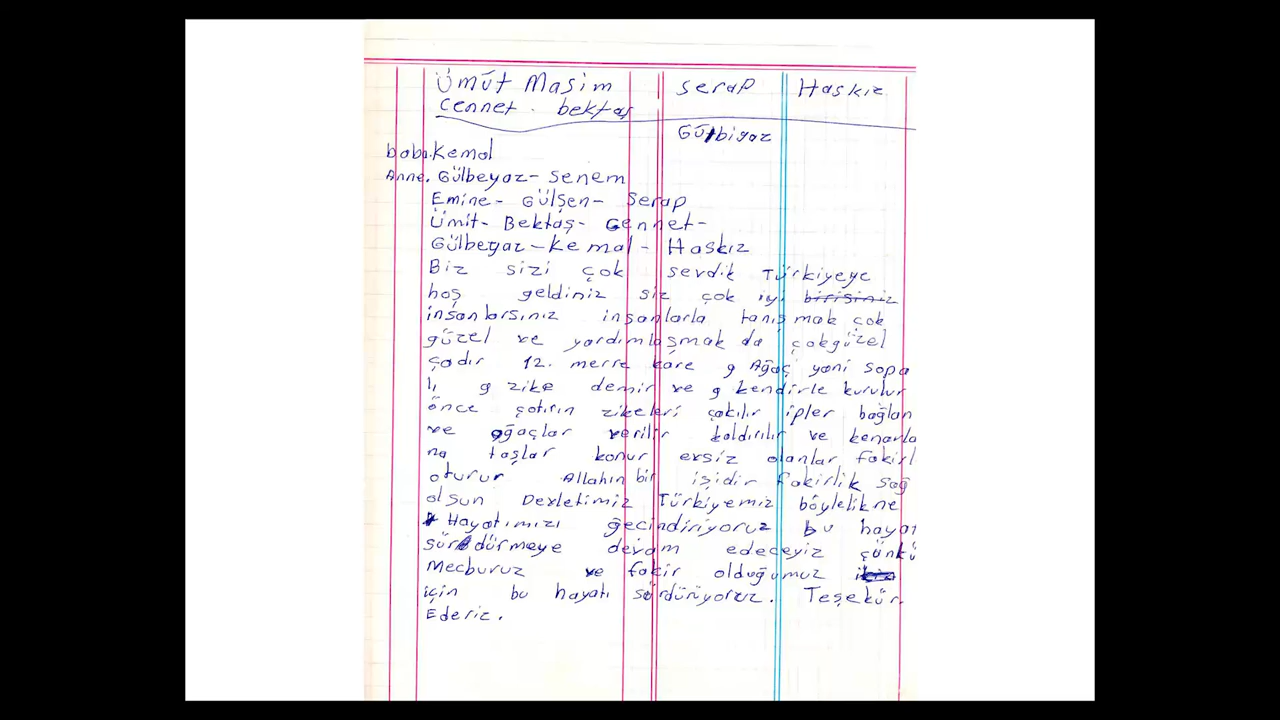 Ümüt Masim serap Haskız
Cennet. bektaş
Gülbiyaz
baba.Kemal
Anne. Gülbeyaz- senem
Emine- Gülşen- Serap
Ümit- Bektaş- Cennet-
Gülbeyaz-Kemal- Haskız
Biz sizi çok sevdik Türkiyeye
hoş geldiniz siz çok iyi birisiniz
insanlarsınız insanlarla tanışmak çok
güzel ve yardımlaşmak da çokgüzel
çadır 12. merre kare 9 Ağaç yani sopa
lı 9 zike demir ve 9 kendirle kurulur
önce çatırın zikeleri çakılır ipler bağlan
ve ağaçlar verilir kaldırılır ve kenarla
na taşlar konur evsiz olanlar fakirl
oturur Allahın bir işidir fakirlik sağ
olsun Devletimiz Türkiyemiz böylelikne
Hayatımızı geçindiriyoruz bu hayat
sürdürmeye devam edeceyiz çünkü
Mecburuz ve fakir olduğumuz
için bu hayatı sürdürüyoruz. Teşekür
Ederiz.